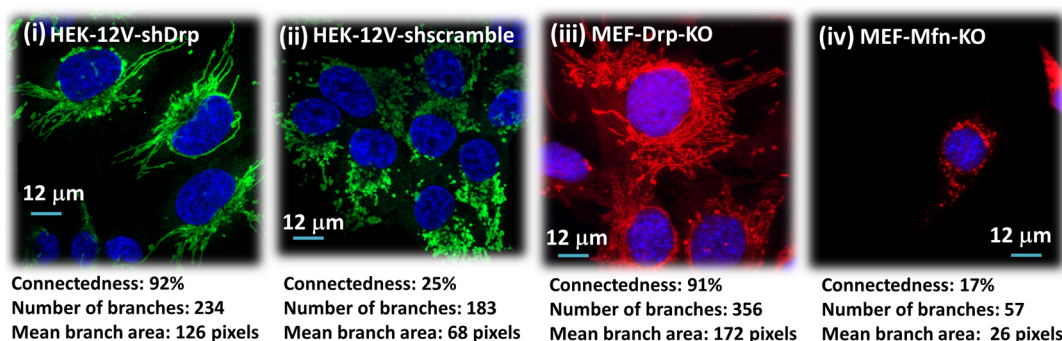 (i) HEK-12V-shDrp
12 μm
Connectedness: 92%
Number of branches: 234
Mean branch area: 126 pixels
(ii) HEK-12V-shscramble
12 μm
Connectedness: 25%
Number of branches: 183
Mean branch area: 68 pixels
(iii) MEF-Drp-KO
12 μm
Connectedness: 91%
Number of branches: 356
Mean branch area: 172 pixels
(iv) MEF-Mfn-KO
12 μm
Connectedness: 17%
Number of branches: 57
Mean branch area: 26 pixels